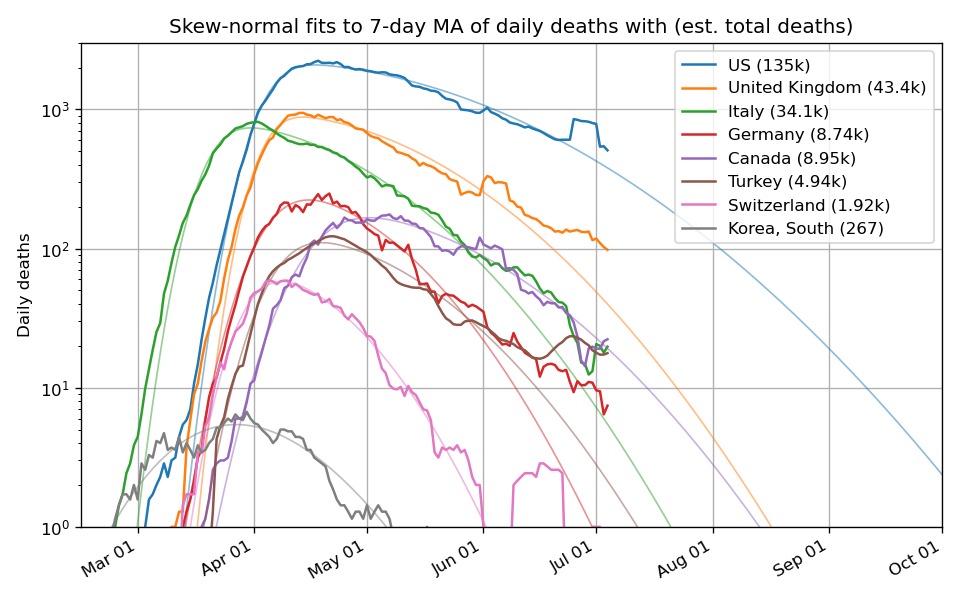 Skew-normal fits to 7-day MA of daily deaths with (est. total deaths)
Daily deaths
10³
10²
10¹
10⁰
US (135k)
United Kingdom (43.4k)
Italy (34.1k)
Germany (8.74k)
Canada (8.95k)
Turkey (4.94k)
Switzerland (1.92k)
Korea, South (267)
Mar 01
Apr 01
May 01
Jun 01
Jul 01
Aug 01
Sep 01
Oct 01